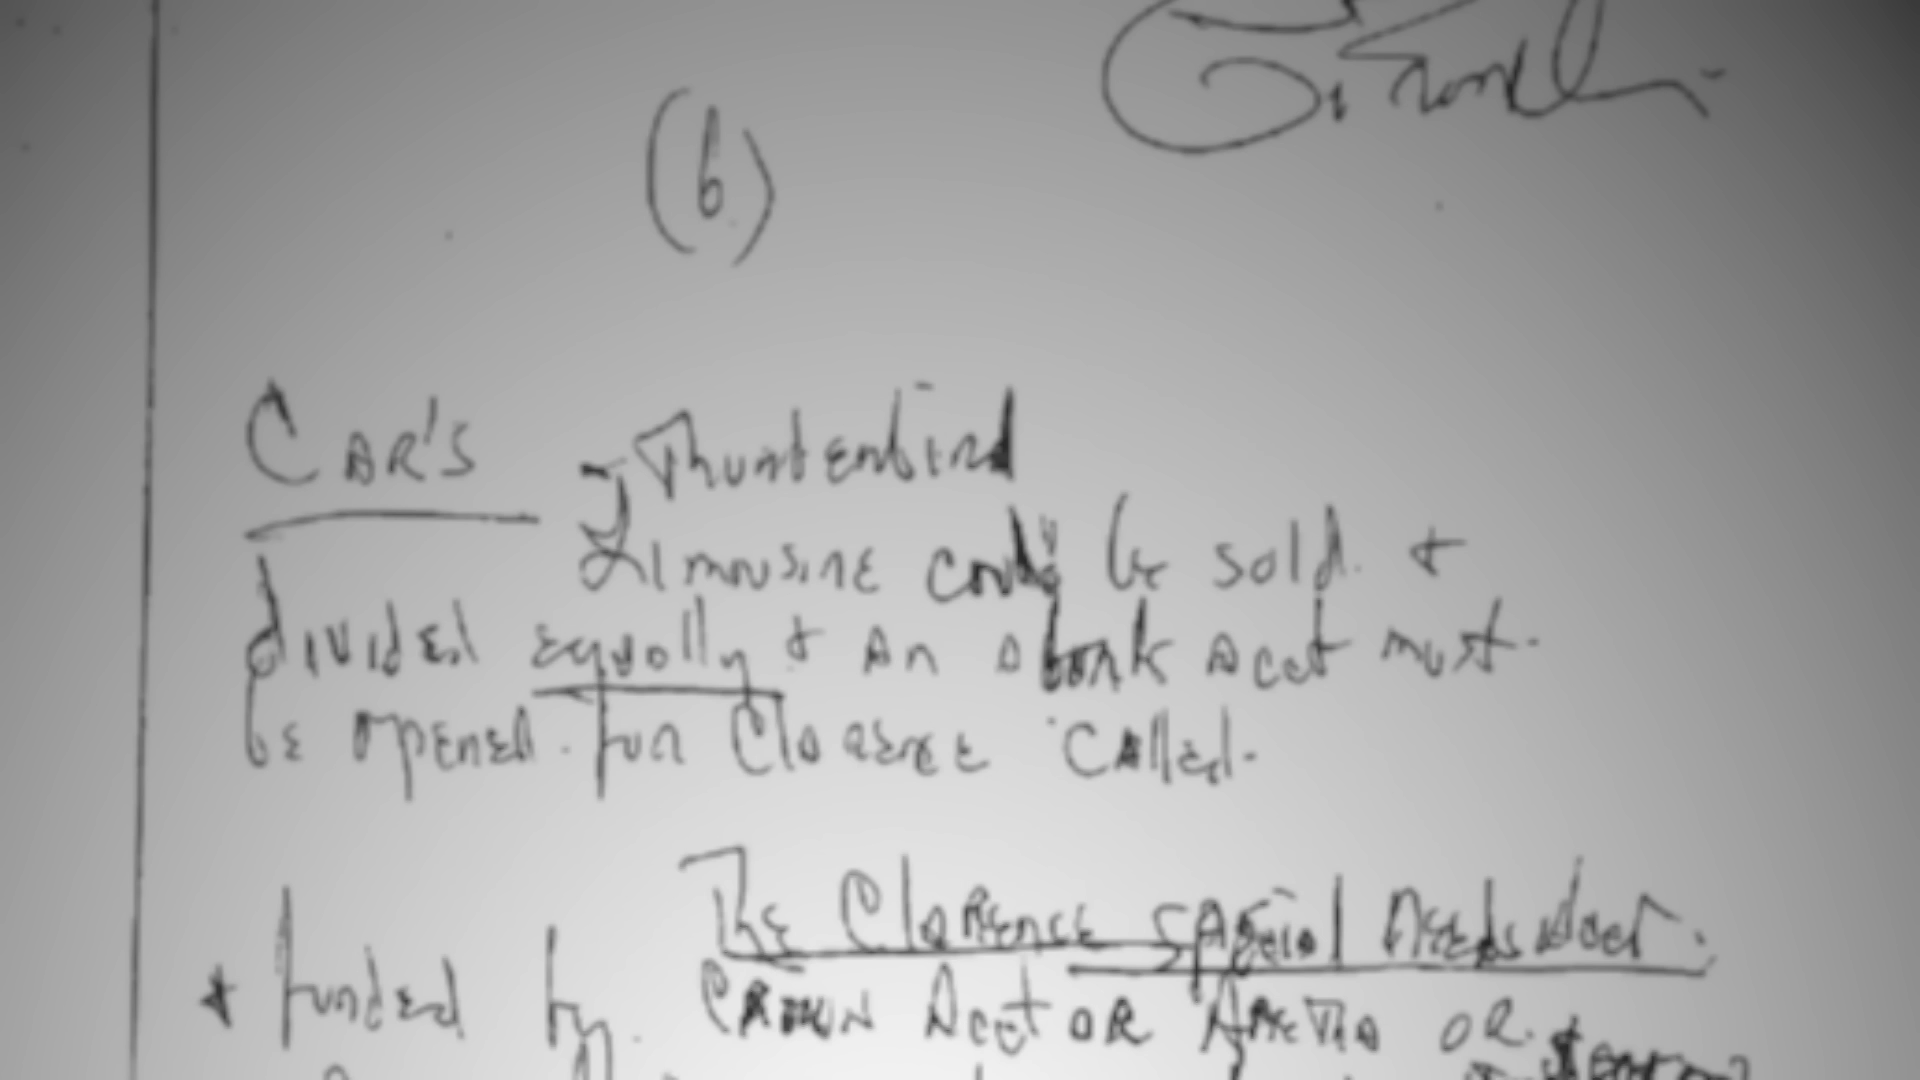 A. Franklin
(6)
CAR'S - Thunderbird
Limousine could be sold &
divided equally & an a bank acct must
be opened for Clarence called
The Clarence special needs acct.
* funded by Crown Acct or Aretha or